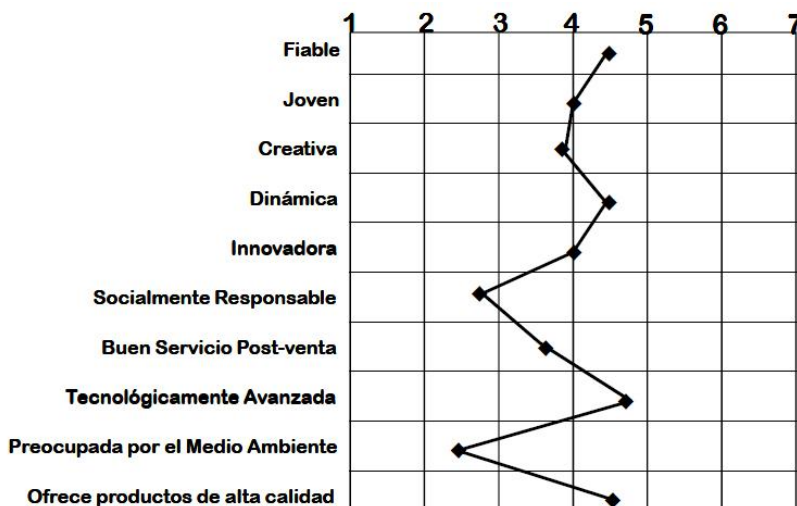 1 2 3 4 5 6 7
Fiable
Joven
Creativa
Dinámica
Innovadora
Socialmente Responsable
Buen Servicio Post-venta
Tecnológicamente Avanzada
Preocupada por el Medio Ambiente
Ofrece productos de alta calidad